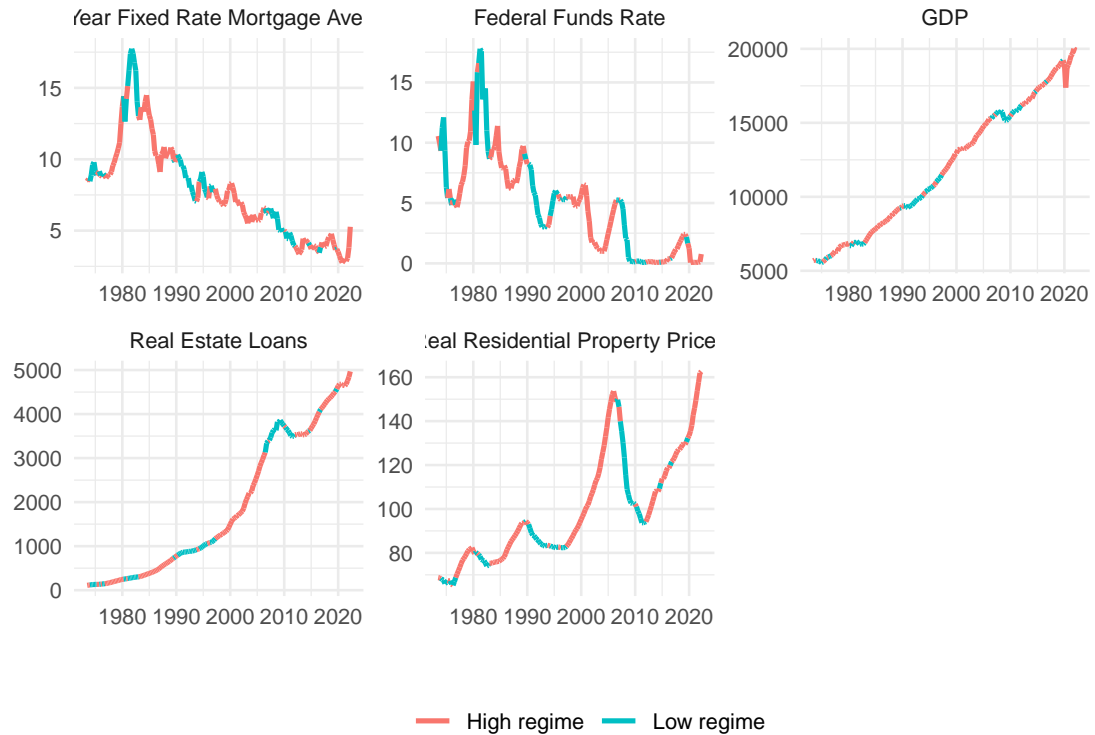 Year Fixed Rate Mortgage Ave
Federal Funds Rate
GDP
15
10
5
1980 1990 2000 2010 2020
15
10
5
0
1980 1990 2000 2010 2020
20000
15000
10000
5000
1980 1990 2000 2010 2020
Real Estate Loans
eal Residential Property Price
5000
4000
3000
2000
1000
0
1980 1990 2000 2010 2020
160
140
120
100
80
1980 1990 2000 2010 2020
High regime Low regime